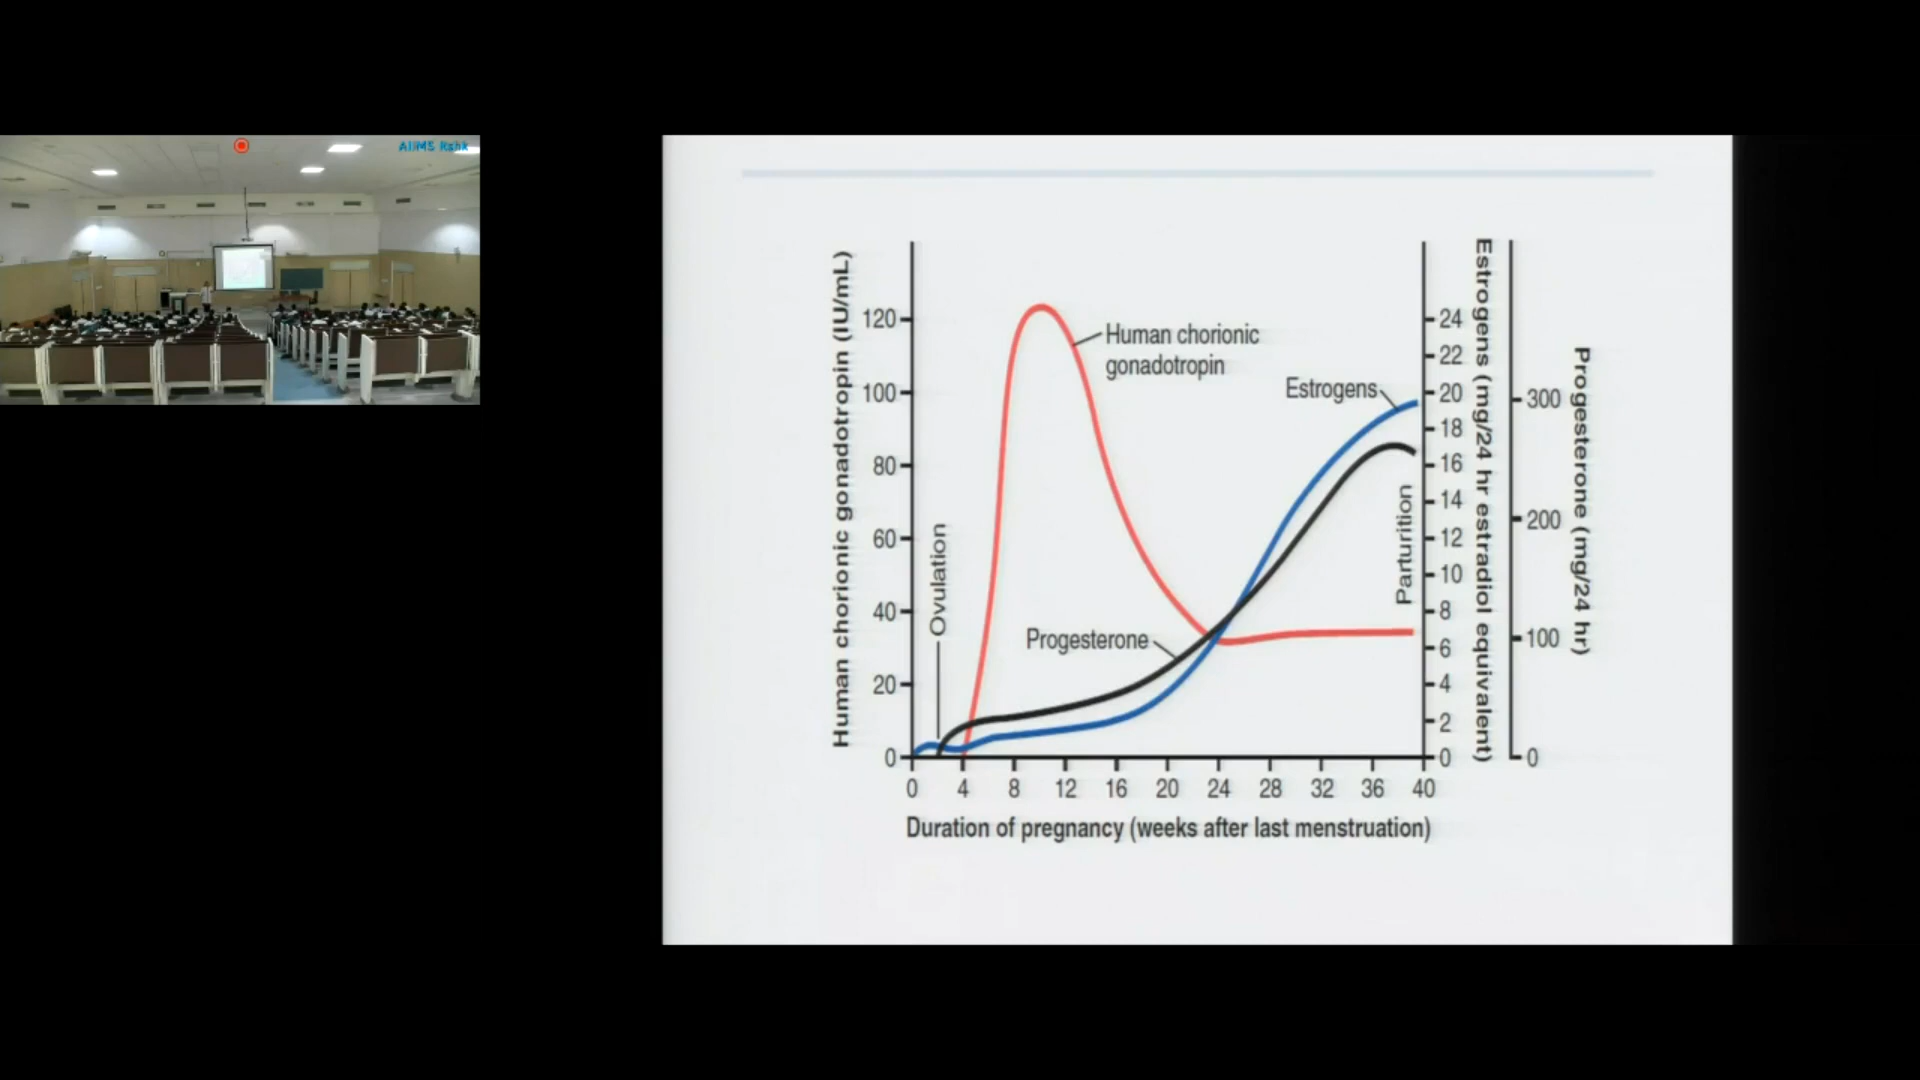 AIIMS Rshk
Human chorionic gonadotropin (IU/mL)
120
100
80
60
40
20
0
Ovulation
Human chorionic
gonadotropin
Estrogens
Progesterone
Parturition
24
22
20
18
16
14
12
10
8
6
4
2
0
Estrogens (mg/24 hr estradiol equivalent)
300
200
100
0
Progesterone (mg/24 hr)
0 4 8 12 16 20 24 28 32 36 40
Duration of pregnancy (weeks after last menstruation)